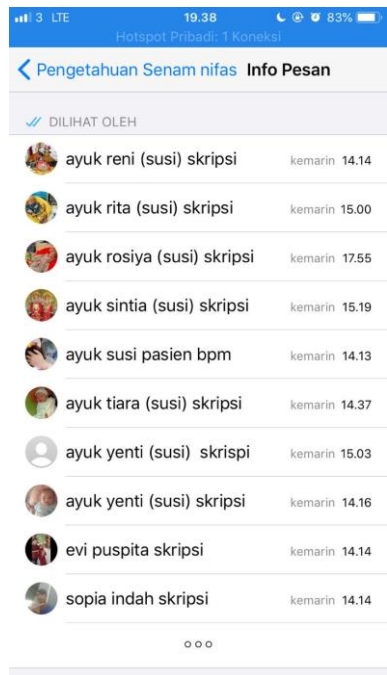 3 LTE 19.38 83%
Hotspot Pribadi: 1 Koneksi
Pengetahuan Senam nifas Info Pesan
DILIHAT OLEH
ayuk reni (susi) skripsi kemarin 14.14
ayuk rita (susi) skripsi kemarin 15.00
ayuk rosiya (susi) skripsi kemarin 17.55
ayuk sintia (susi) skripsi kemarin 15.19
ayuk susi pasien bpm kemarin 14.13
ayuk tiara (susi) skripsi kemarin 14.37
ayuk yenti (susi) skrispi kemarin 15.03
ayuk yenti (susi) skripsi kemarin 14.16
evi puspita skripsi kemarin 14.14
sopia indah skripsi kemarin 14.14